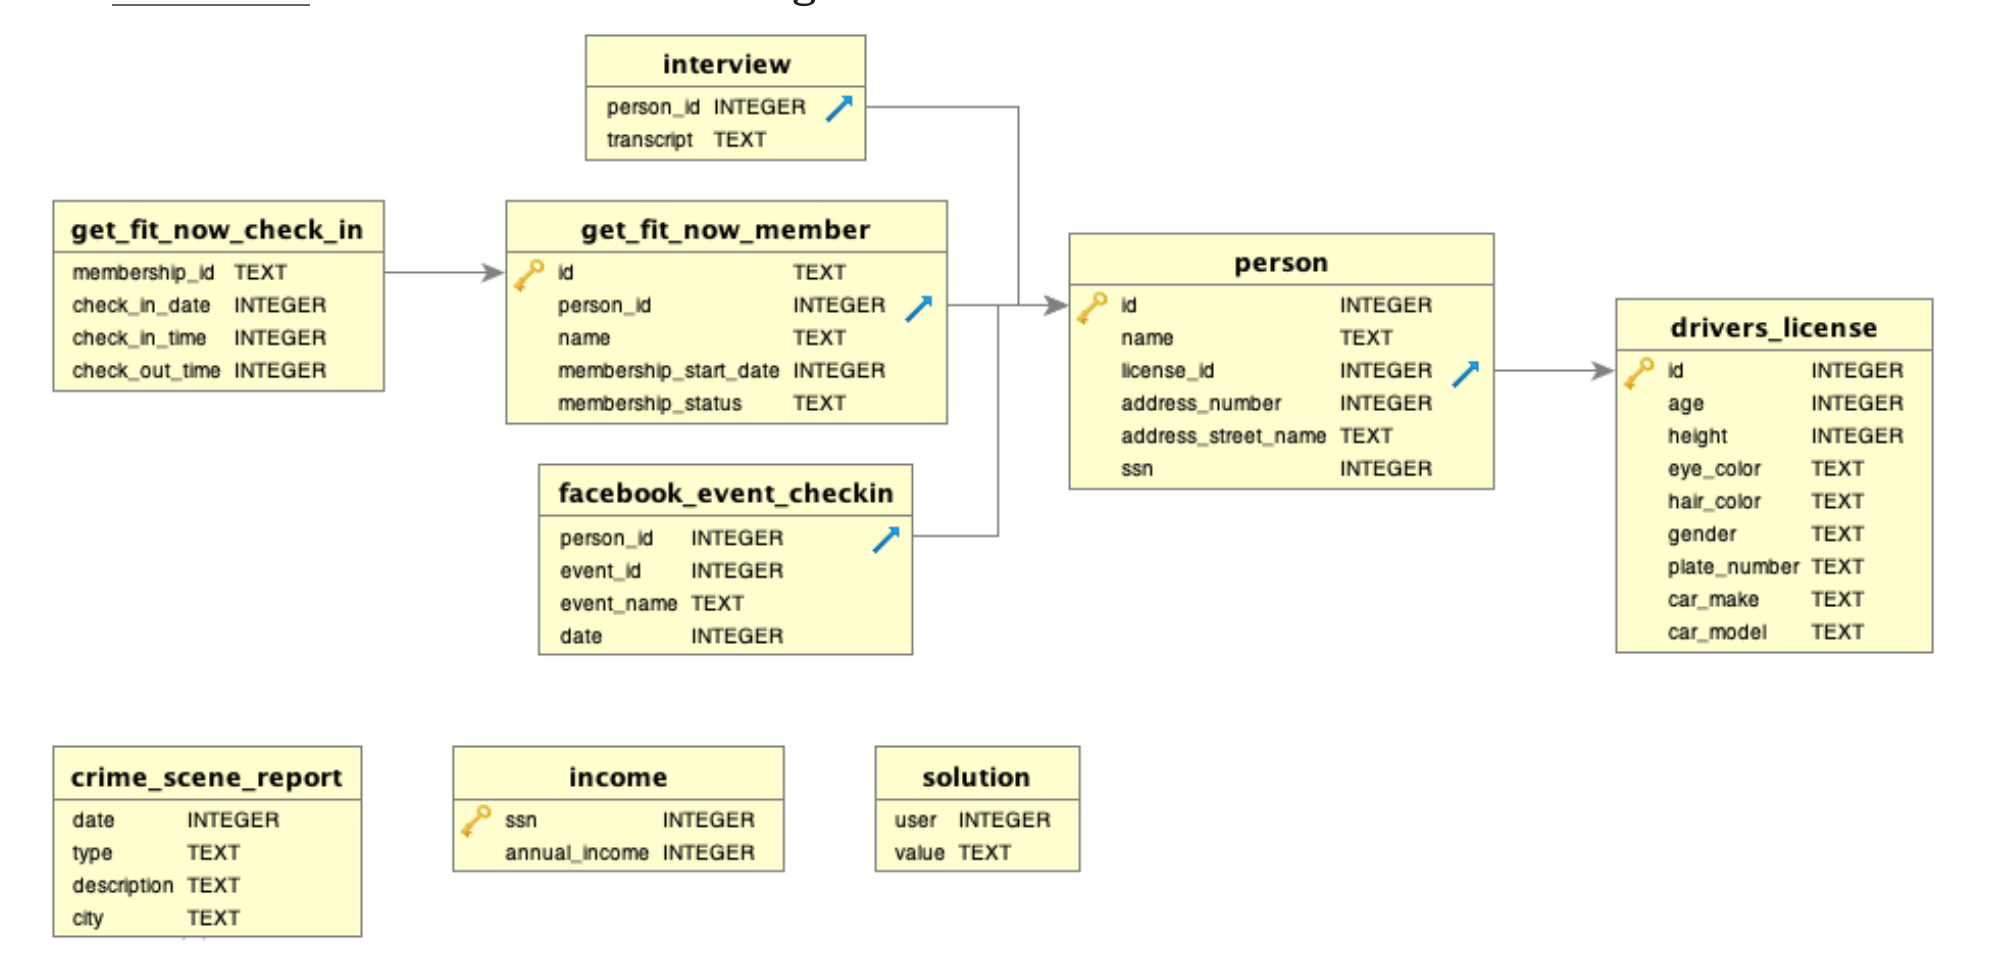 interview
person_id INTEGER
transcript TEXT
get_fit_now_check_in
membership_id TEXT
check_in_date INTEGER
check_in_time INTEGER
check_out_time INTEGER
get_fit_now_member
id TEXT
person_id INTEGER
name TEXT
membership_start_date INTEGER
membership_status TEXT
facebook_event_checkin
person_id INTEGER
event_id INTEGER
event_name TEXT
date INTEGER
person
id INTEGER
name TEXT
license_id INTEGER
address_number INTEGER
address_street_name TEXT
ssn INTEGER
drivers_license
id INTEGER
age INTEGER
height INTEGER
eye_color TEXT
hair_color TEXT
gender TEXT
plate_number TEXT
car_make TEXT
car_model TEXT
crime_scene_report
date INTEGER
type TEXT
description TEXT
city TEXT
income
ssn INTEGER
annual_income INTEGER
solution
user INTEGER
value TEXT